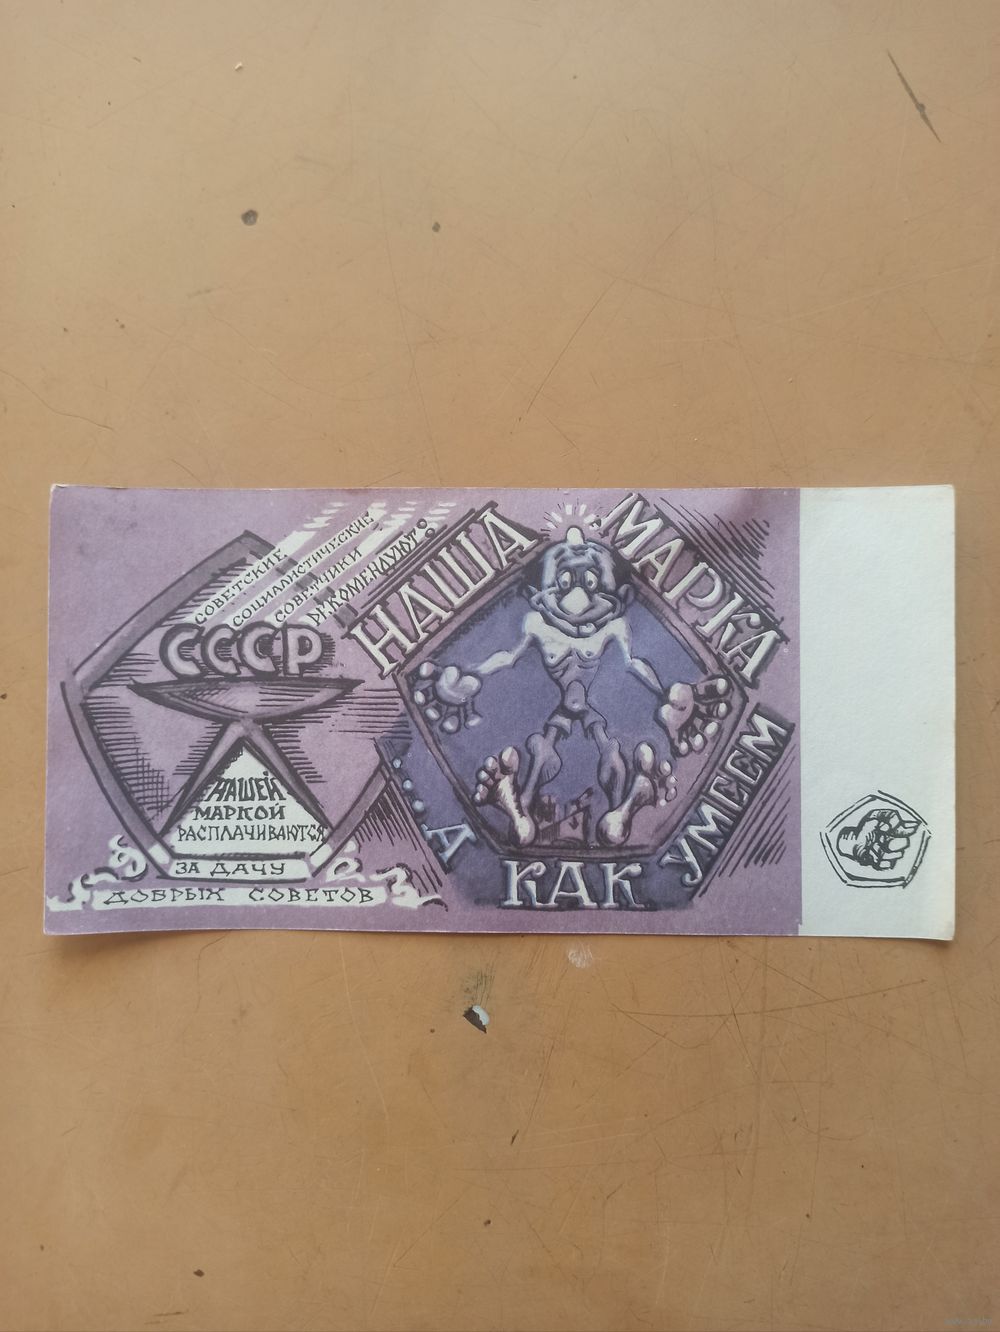 СОВЕТСКИЕ
СОЦИАЛИСТИЧЕСКИЕ
СОВЕТЧИКИ
РЕКОМЕНДУЮТ:
СССР
НАШЕЙ
МАРКОЙ
РАСПЛАЧИВАЮТСЯ
ЗА ДАЧУ
ДОБРЫХ СОВЕТОВ
НАША
МАРКА
... А
КАК
УМЕЕМ